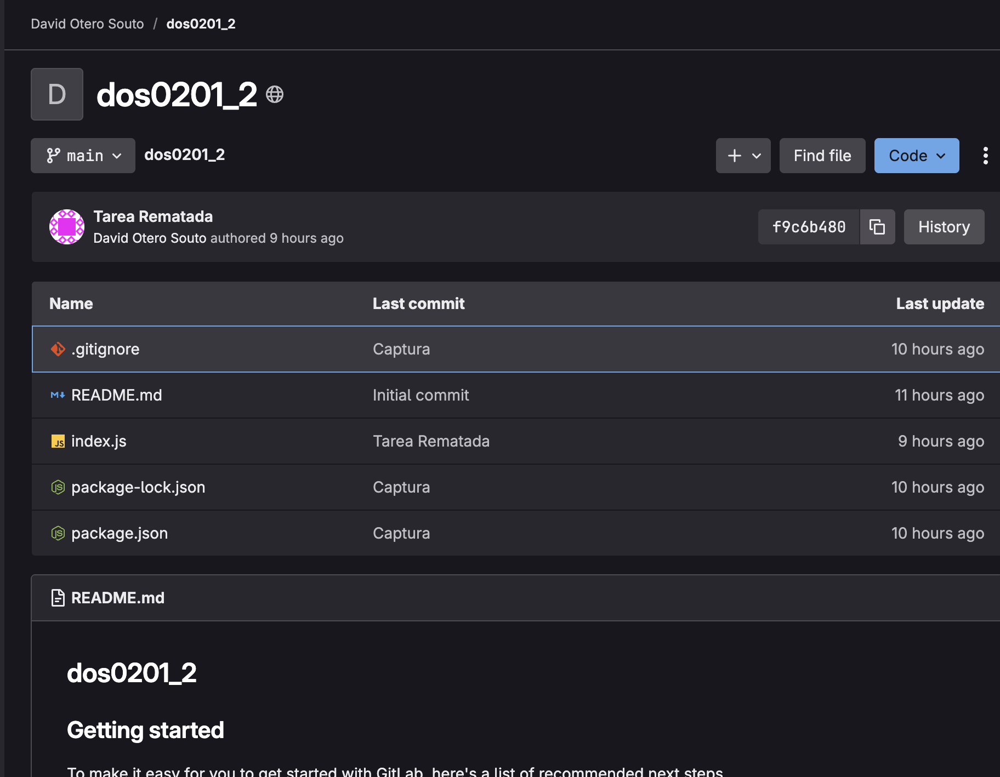 David Otero Souto / dos0201_2
D dos0201_2
main dos0201_2 Find file Code
Tarea Rematada
David Otero Souto authored 9 hours ago
f9c6b480 History
Name Last commit Last update
.gitignore Captura 10 hours ago
README.md Initial commit 11 hours ago
JS index.js Tarea Rematada 9 hours ago
package-lock.json Captura 10 hours ago
package.json Captura 10 hours ago
README.md
dos0201_2
Getting started
To make it easy for you to get started with GitLab, here's a list of recommended next steps.